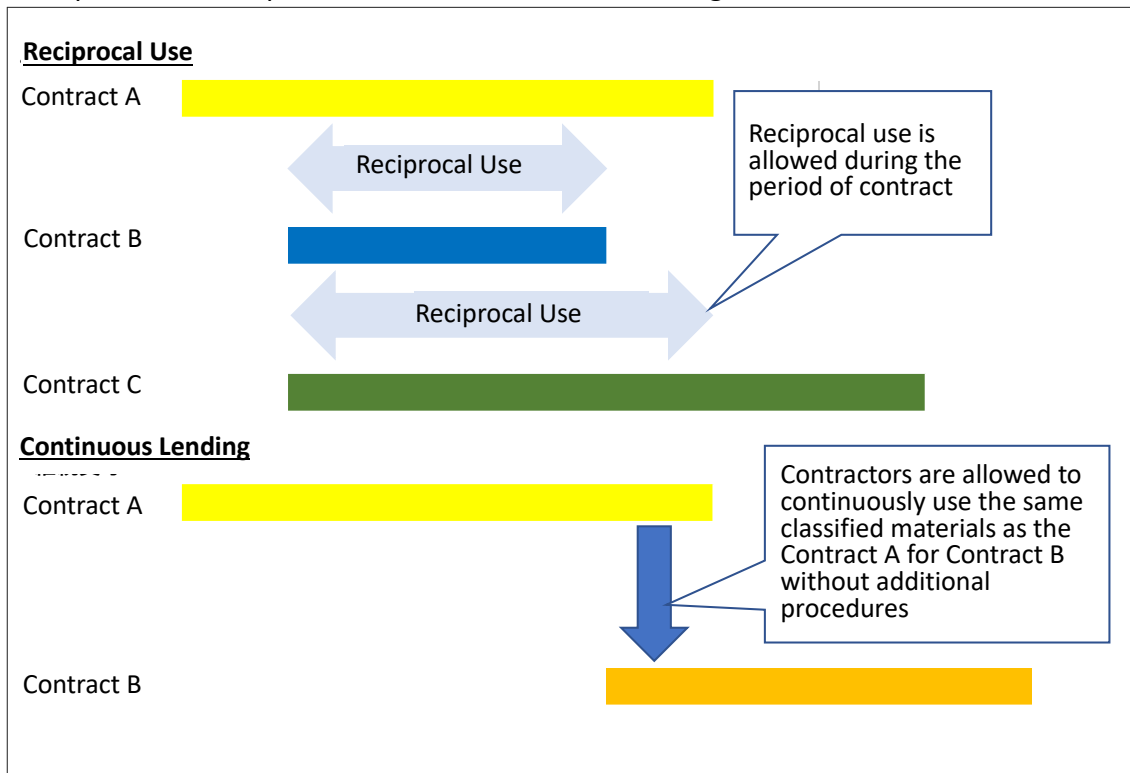 Reciprocal Use
Contract A
Reciprocal use is
allowed during the
period of contract
Reciprocal Use
Contract B
Reciprocal Use
Contract C
Continuous Lending
Contract A
Contractors are allowed to
continuously use the same
classified materials as the
Contract A for Contract B
without additional
procedures
Contract B